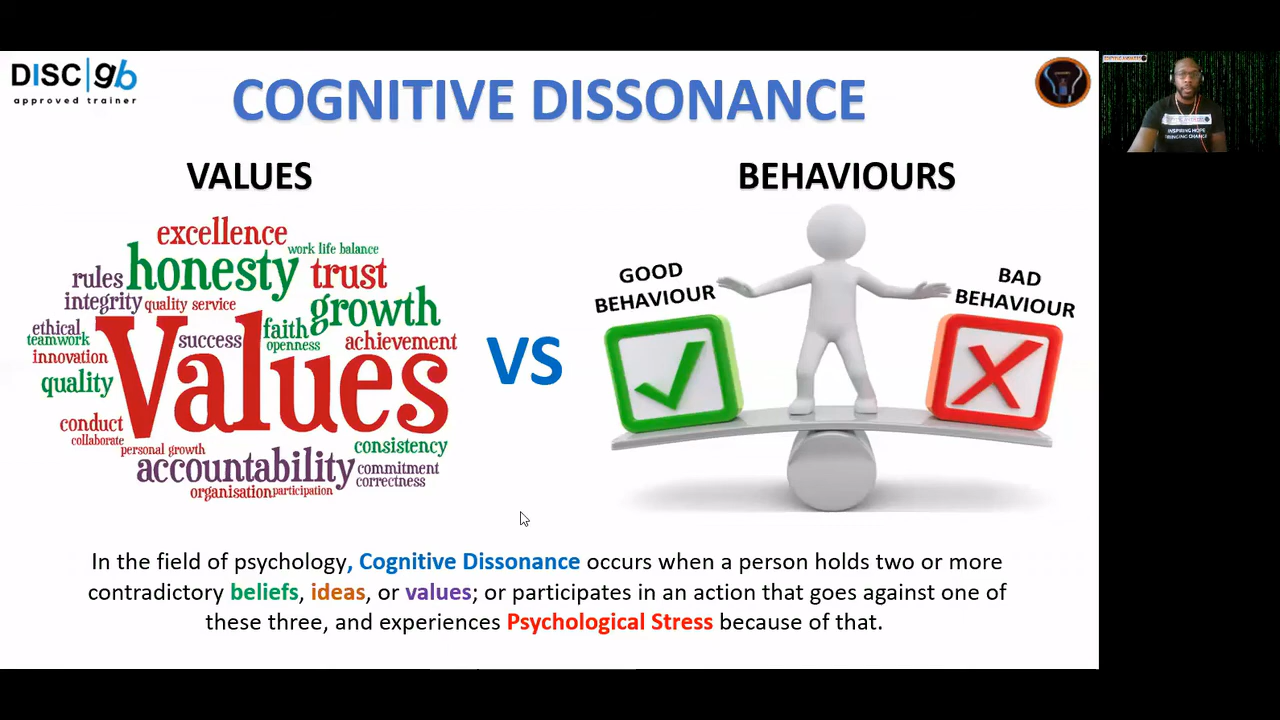 DISC|gb
approved trainer
COGNITIVE DISSONANCE
VALUES
BEHAVIOURS
excellence
work life balance
honesty
rules
trust
integrity
quality service
growth
ethical
teamwork
faith
openness
success
achievement
innovation
Values
quality
conduct
collaborate
personal growth
consistency
accountability
commitment
correctness
organisation
participation
VS
GOOD
BEHAVIOUR
BAD
BEHAVIOUR
In the field of psychology, Cognitive Dissonance occurs when a person holds two or more
contradictory beliefs, ideas, or values; or participates in an action that goes against one of
these three, and experiences Psychological Stress because of that.
INSPIRING HOPE
BRINGING CHANGE